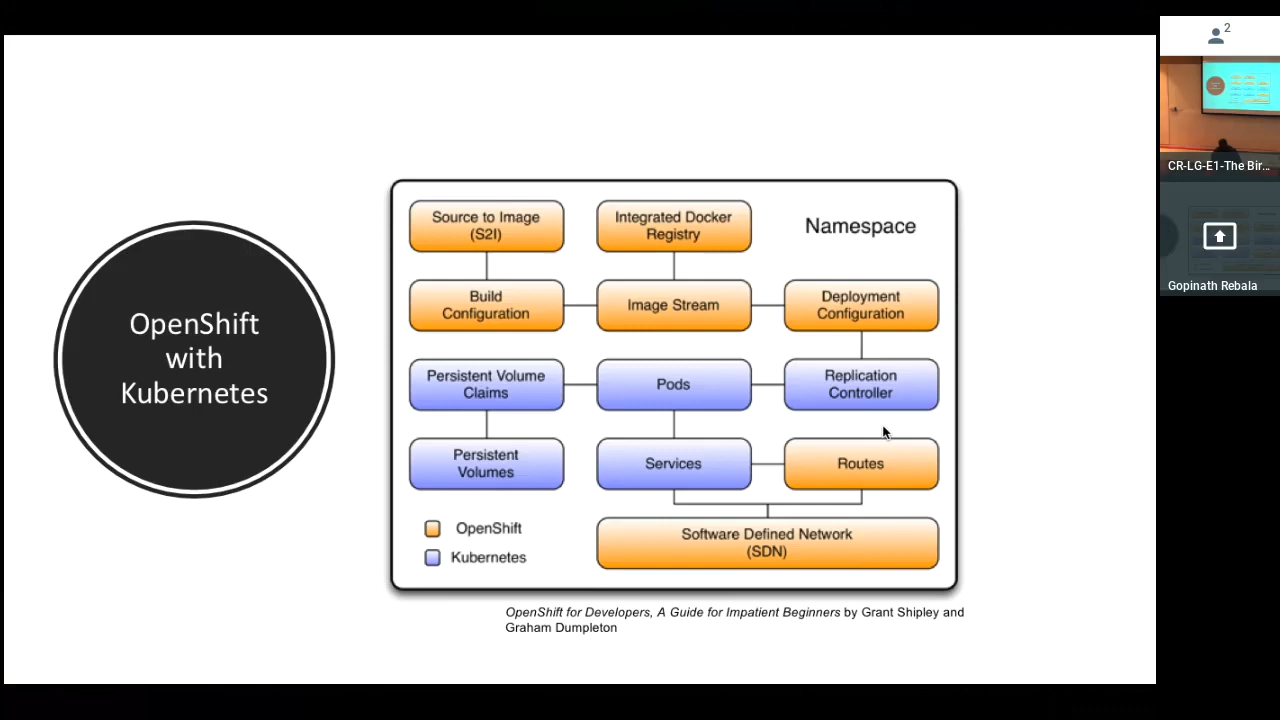 OpenShift
with
Kubernetes
Source to Image
(S2I)
Integrated Docker
Registry
Namespace
Build
Configuration
Image Stream
Deployment
Configuration
Persistent Volume
Claims
Pods
Replication
Controller
Persistent
Volumes
Services
Routes
OpenShift
Kubernetes
Software Defined Network
(SDN)
OpenShift for Developers, A Guide for Impatient Beginners by Grant Shipley and
Graham Dumpleton
2
CR-LG-E1-The Bir...
Gopinath Rebala